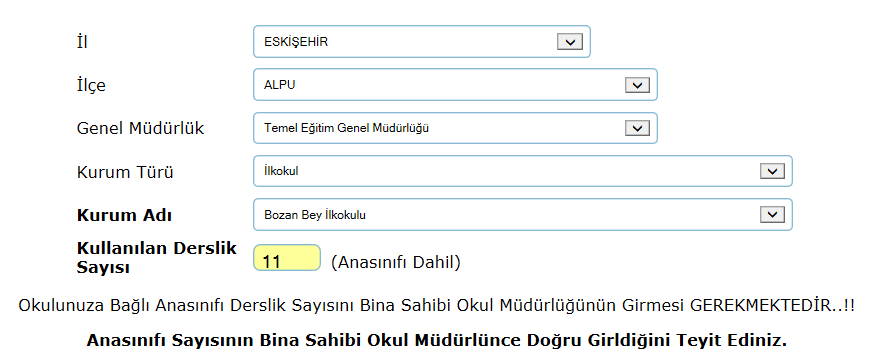 İl ESKİŞEHİR
İlçe ALPU
Genel Müdürlük Temel Eğitim Genel Müdürlüğü
Kurum Türü İlkokul
Kurum Adı Bozan Bey İlkokulu
Kullanılan Derslik
Sayısı 11 (Anasınıfı Dahil)
Okulunuza Bağlı Anasınıfı Derslik Sayısını Bina Sahibi Okul Müdürlüğünün Girmesi GEREKMEKTEDİR..!!
Anasınıfı Sayısının Bina Sahibi Okul Müdürlünce Doğru Girldiğini Teyit Ediniz.